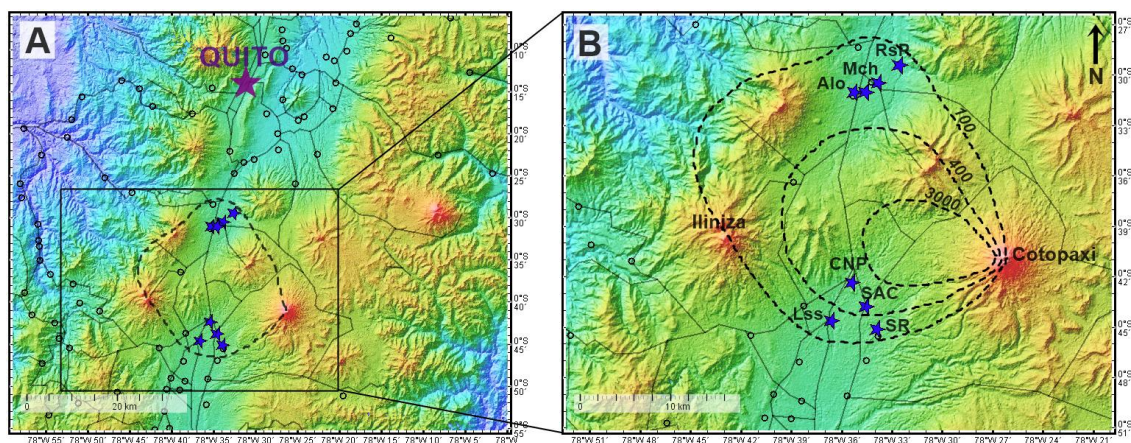 A
QUITO
0°S
10'
0°S
15'
0°S
20'
0°S
25'
0°S
30'
0°S
35'
0°S
40'
0°S
45'
0°S
50'
0°S
55'
0
20 km
78°W 55'
78°W 50'
78°W 45'
78°W 40'
78°W 35'
78°W 30'
78°W 25'
78°W 20'
78°W 15'
78°W 10'
78°W 05'
78°W
B
N
RsP
Mch
Alo
100
400
3000
Iliniza
Cotopaxi
CNP
SAC
Lss
SR
0°S
27'
0°S
30'
0°S
33'
0°S
36'
0°S
39'
0°S
42'
0°S
45'
0°S
48'
0°S
51'
0
10 km
78°W 51'
78°W 48'
78°W 45'
78°W 42'
78°W 39'
78°W 36'
78°W 33'
78°W 30'
78°W 27'
78°W 24'
78°W 21'